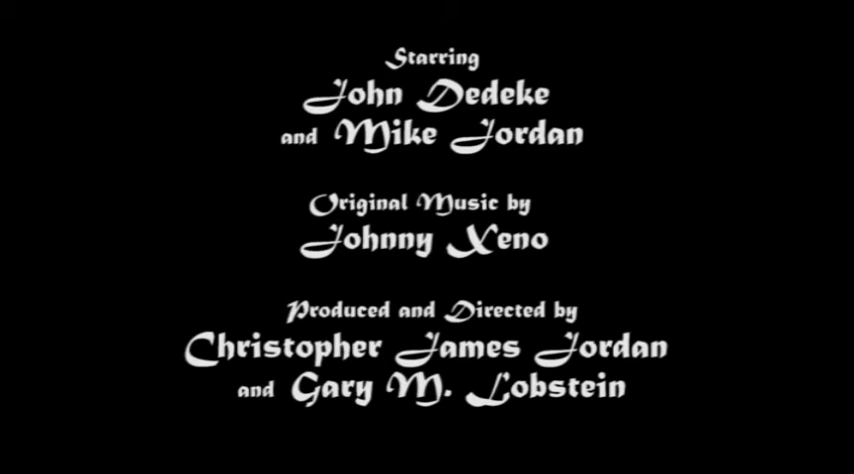 Starring
John Dedeke
and Mike Jordan
Original Music by
Johnny Xeno
Produced and Directed by
Christopher James Jordan
and Gary M. Lobstein